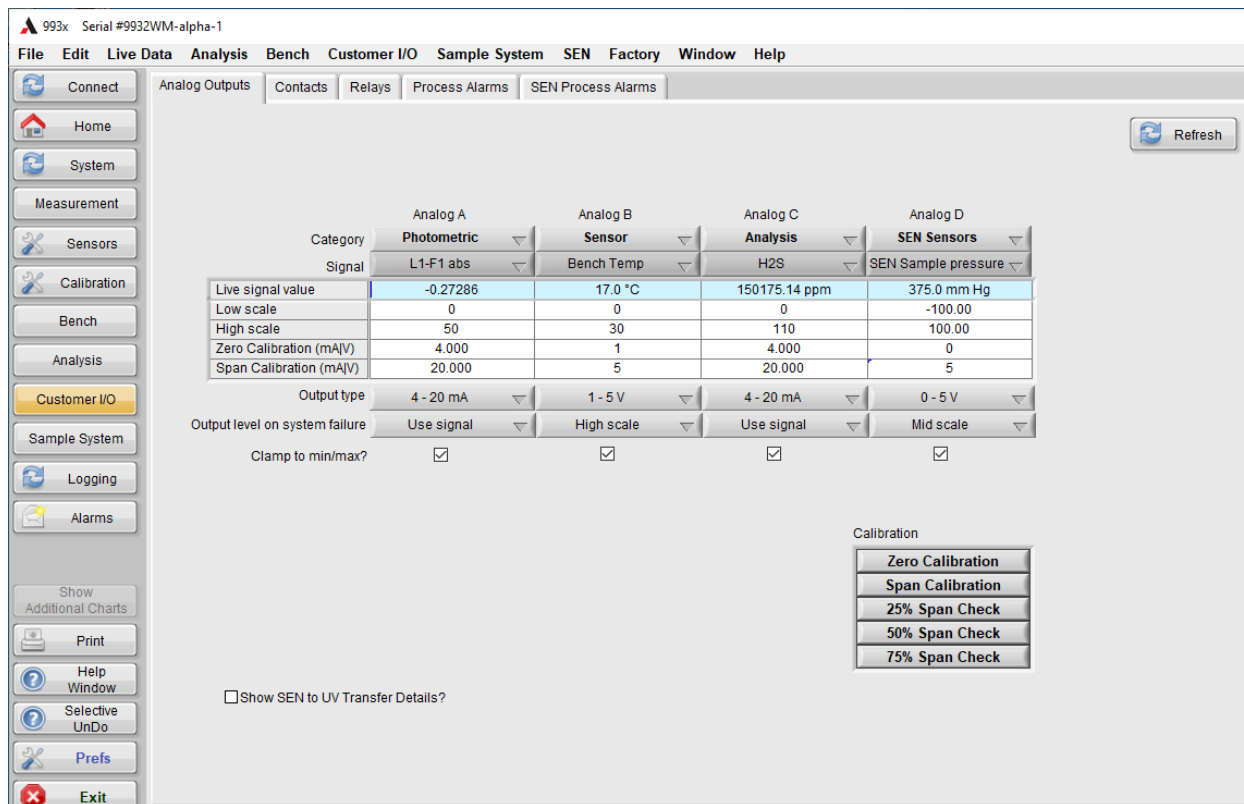 993x Serial #9932WM-alpha-1
File Edit Live Data Analysis Bench Customer I/O Sample System SEN Factory Window Help
Connect
Home
System
Measurement
Sensors
Calibration
Bench
Analysis
Customer I/O
Sample System
Logging
Alarms
Show
Additional Charts
Print
Help
Window
Selective
UnDo
Prefs
Exit
Analog Outputs Contacts Relays Process Alarms SEN Process Alarms
Refresh
Analog A Analog B Analog C Analog D
Category Photometric Sensor Analysis SEN Sensors
Signal L1-F1 abs Bench Temp H2S SEN Sample pressure
Live signal value -0.27286 17.0 °C 150175.14 ppm 375.0 mm Hg
Low scale 0 0 0 -100.00
High scale 50 30 110 100.00
Zero Calibration (mA|V) 4.000 1 4.000 0
Span Calibration (mA|V) 20.000 5 20.000 5
Output type 4 - 20 mA 1 - 5 V 4 - 20 mA 0 - 5 V
Output level on system failure Use signal High scale Use signal Mid scale
Clamp to min/max?
Calibration
Zero Calibration
Span Calibration
25% Span Check
50% Span Check
75% Span Check
Show SEN to UV Transfer Details?